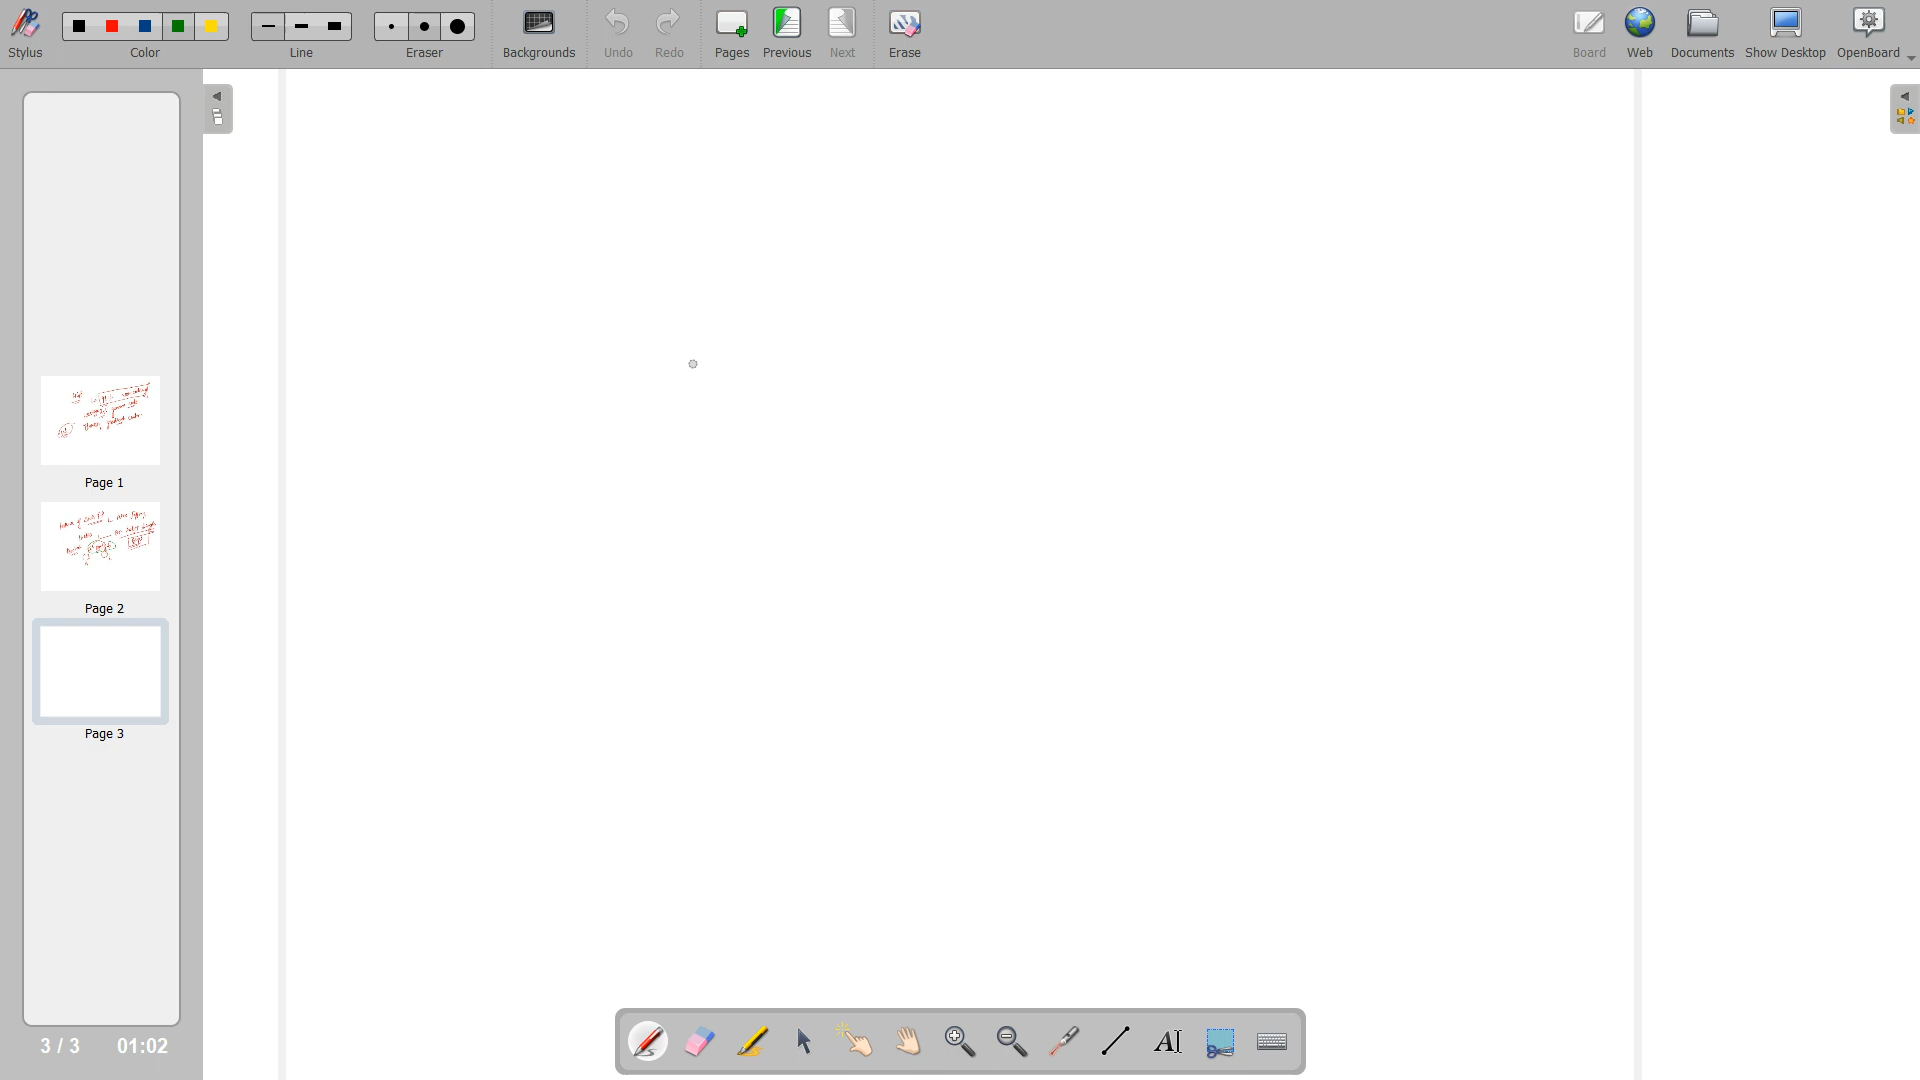 Stylus
Color
Line
Eraser
Backgrounds
Undo
Redo
Pages
Previous
Next
Erase
Board
Web
Documents
Show Desktop
OpenBoard
Page 1
Page 2
Page 3
3 / 3
01:02